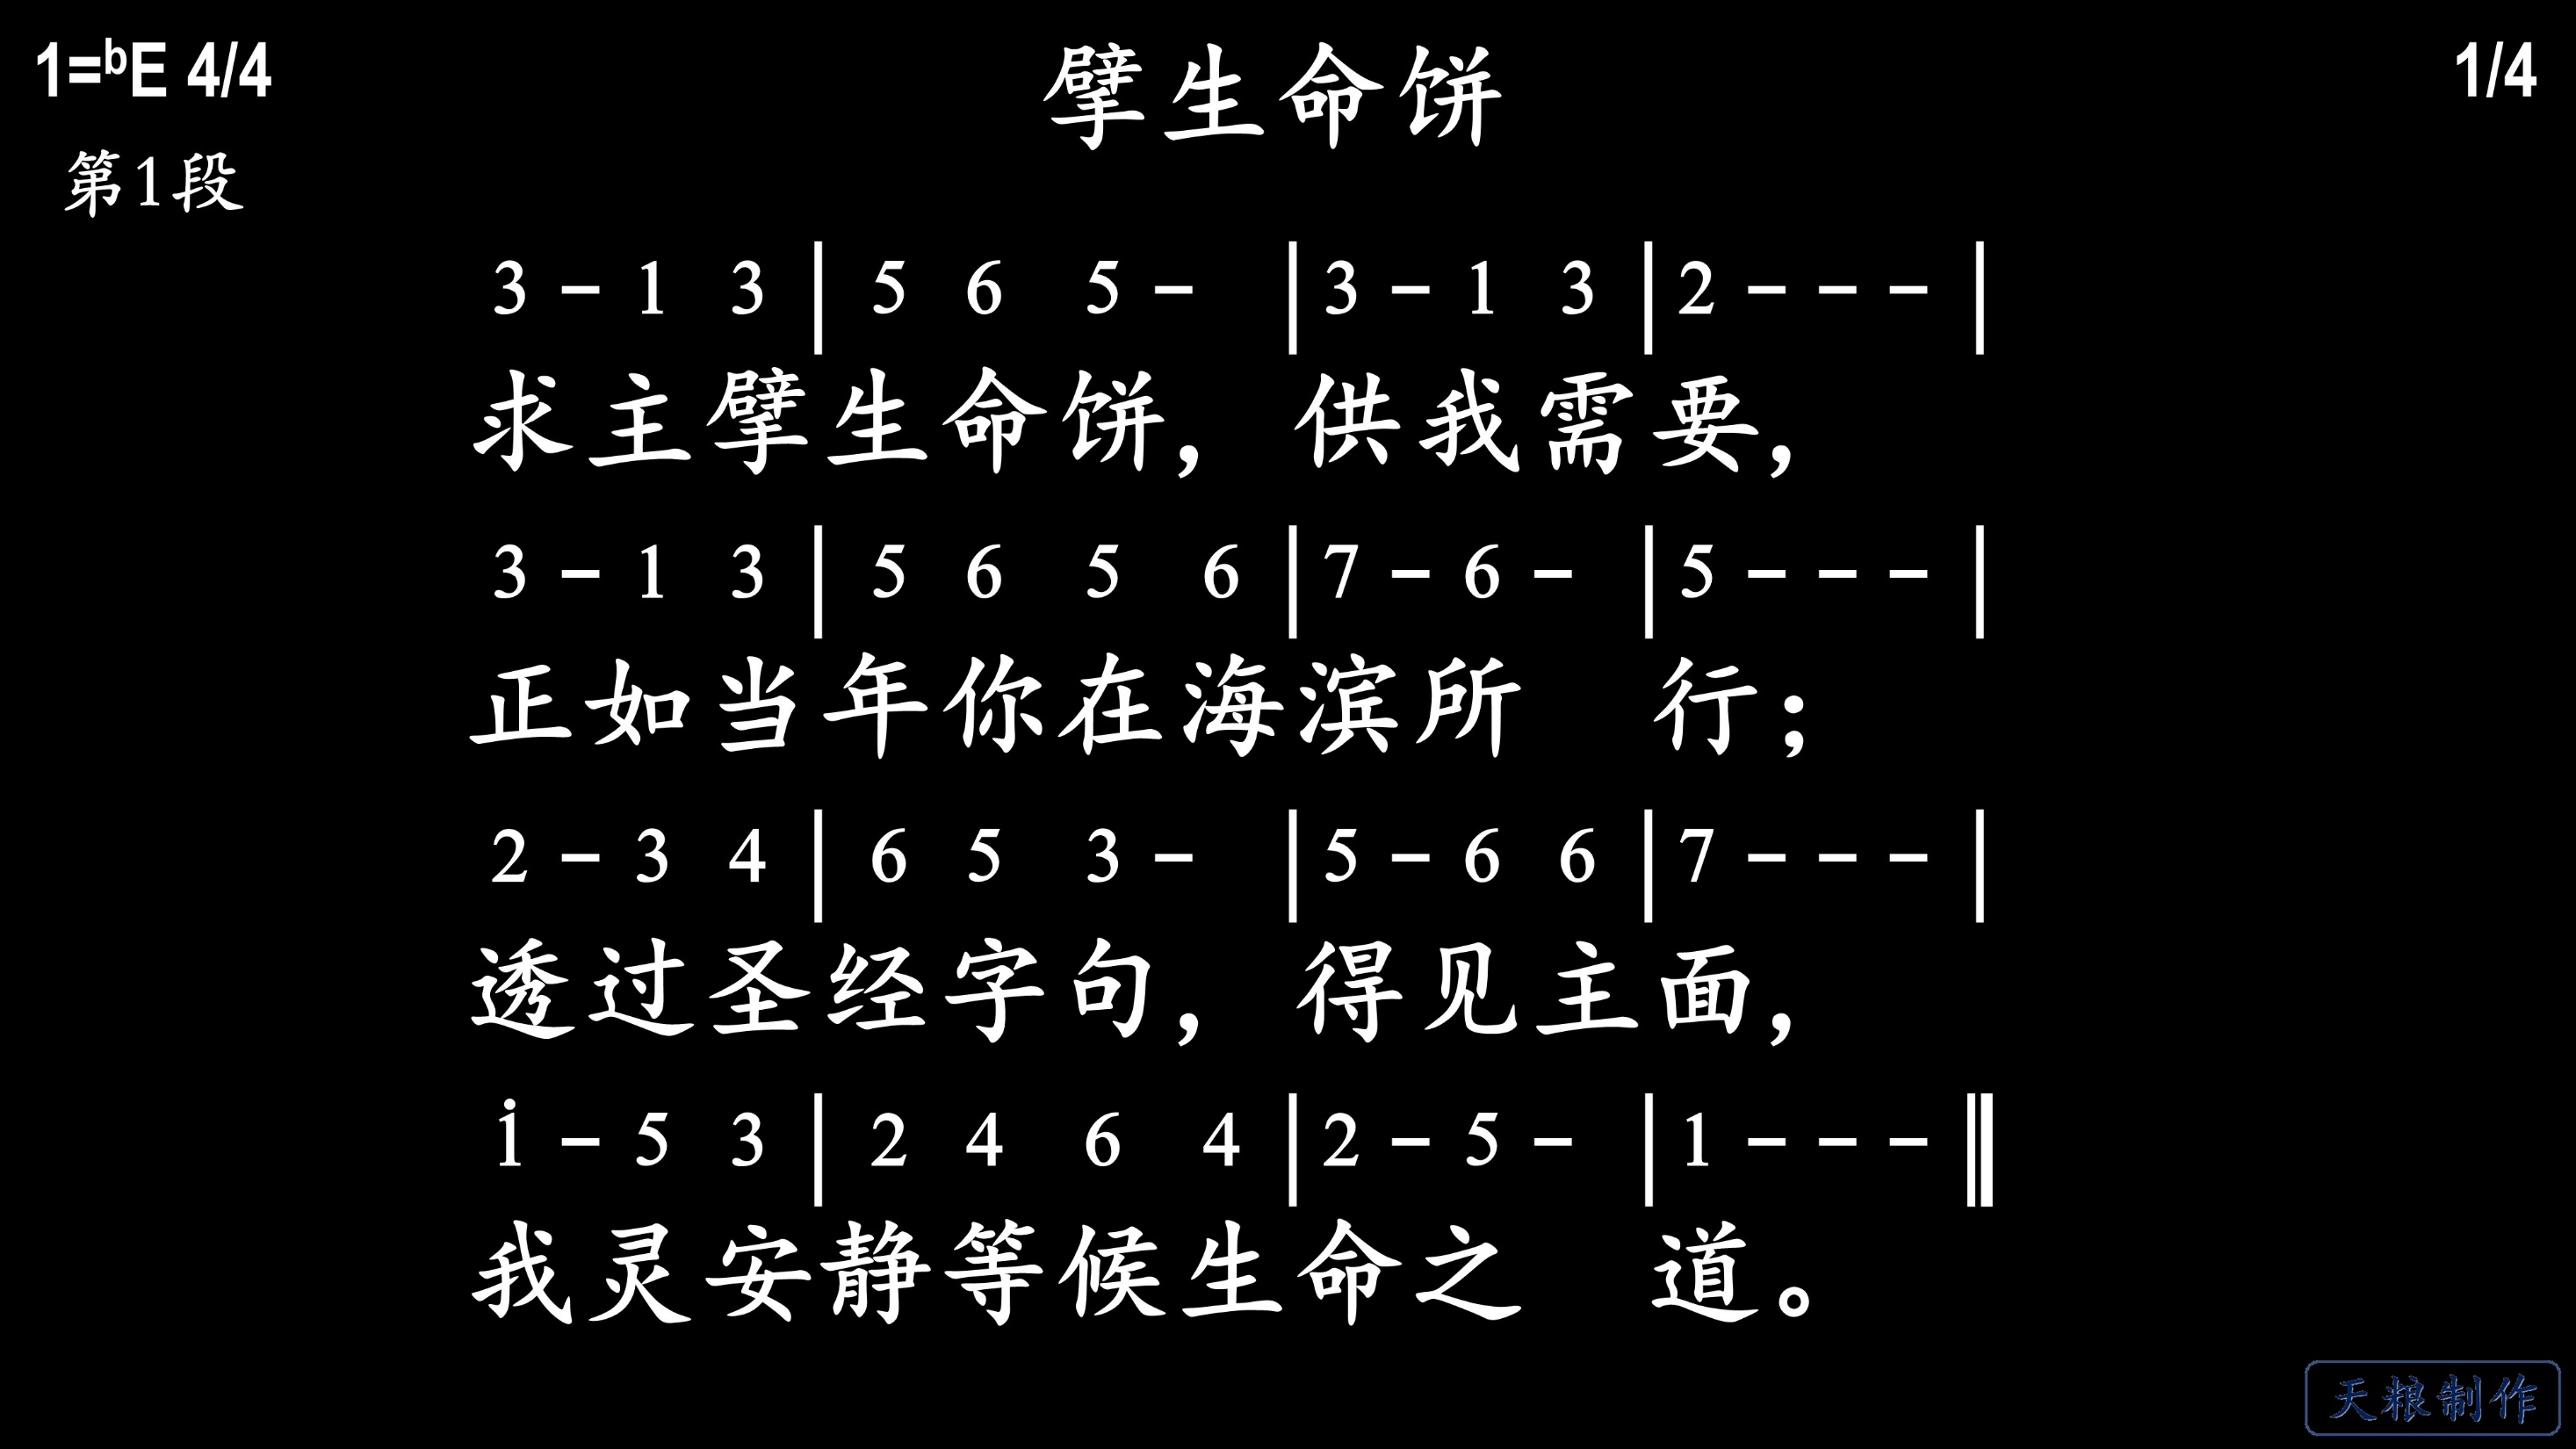 1=ᵇE 4/4
擘生命饼
1/4
第1段
3 – 1 3 | 5 6 5 – | 3 – 1 3 | 2 – – – |
求主擘生命饼，供我需要，
3 – 1 3 | 5 6 5 6 | 7 – 6 – | 5 – – – |
正如当年你在海滨所 行；
2 – 3 4 | 6 5 3 – | 5 – 6 6 | 7 – – – |
透过圣经字句，得见主面，
i – 5 3 | 2 4 6 4 | 2 – 5 – | 1 – – – ‖
我灵安静等候生命之 道。
天粮制作